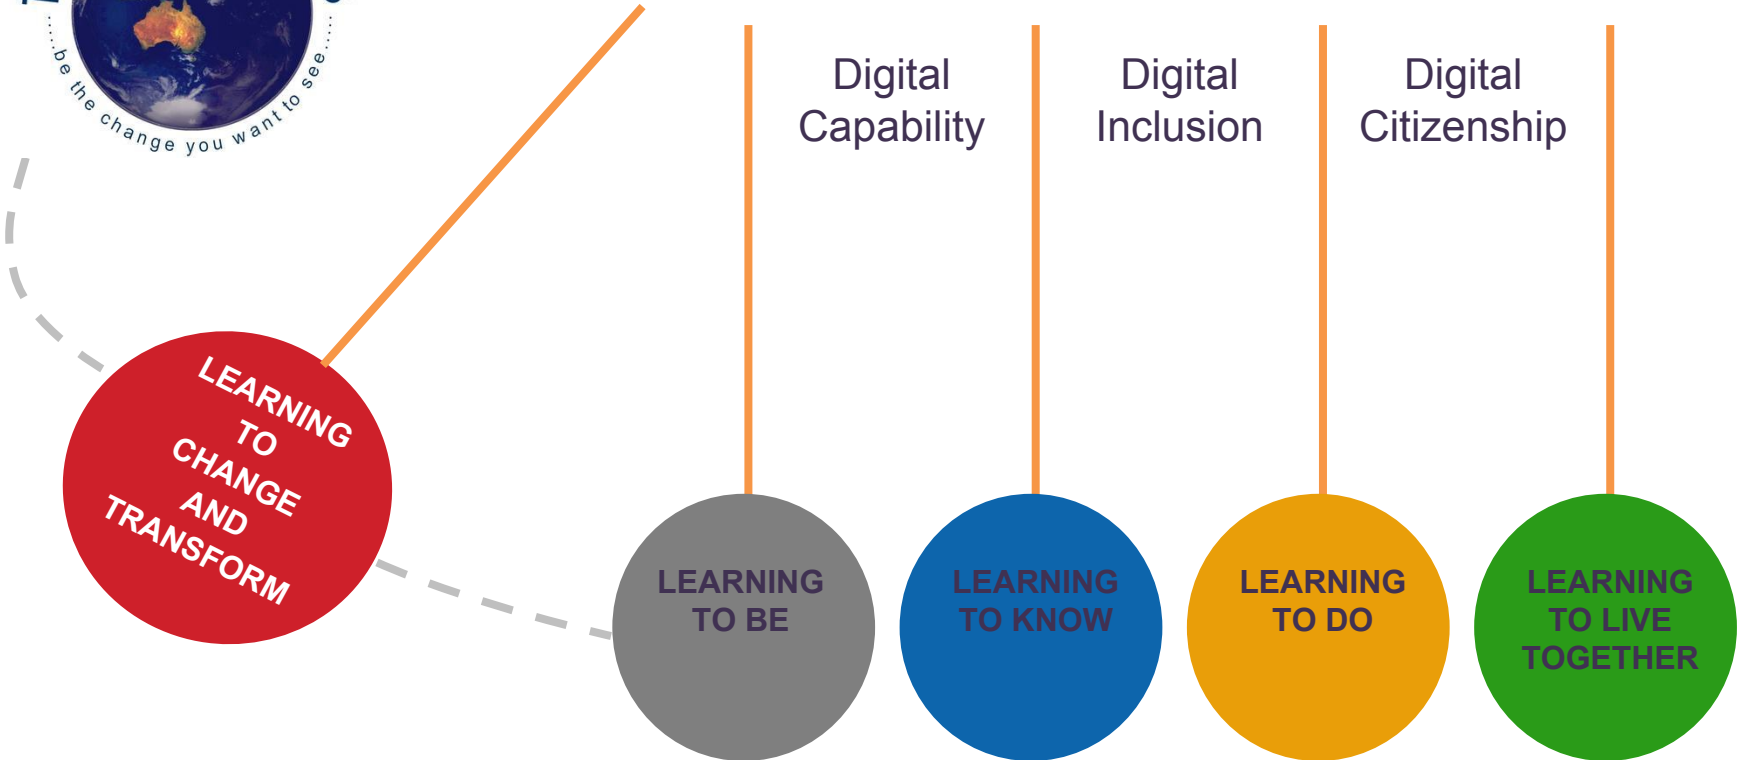 .....be the change you want to see.....
Digital
Capability
Digital
Inclusion
Digital
Citizenship
LEARNING
TO
CHANGE
AND
TRANSFORM
LEARNING
TO BE
LEARNING
TO KNOW
LEARNING
TO DO
LEARNING
TO LIVE
TOGETHER